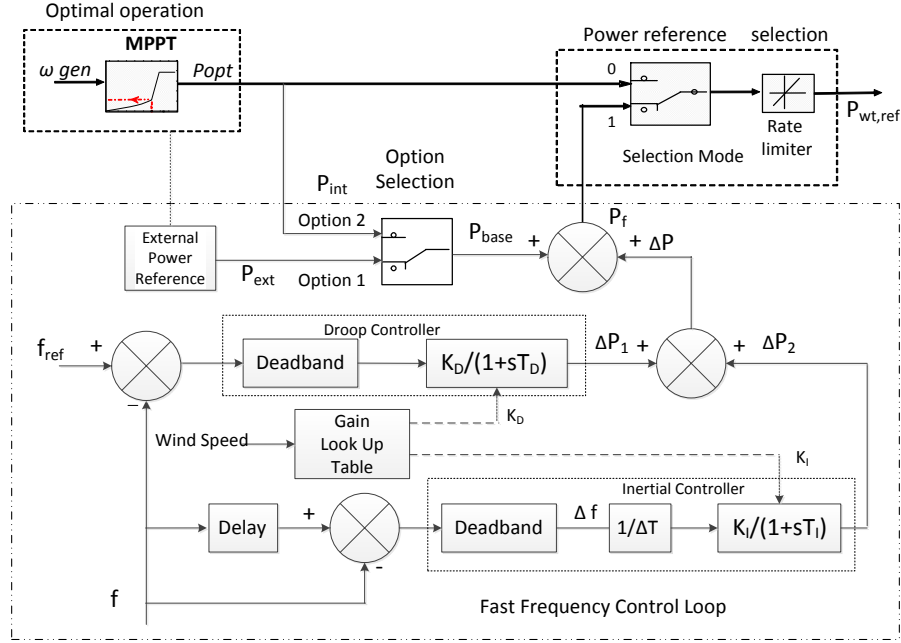 Optimal operation
MPPT
ω gen
Popt
Power reference selection
0
1
Selection Mode
Rate
limiter
P_wt,ref
Option
Selection
P_int
Option 2
P_ext
Option 1
P_base
+
P_f
+ ΔP
External
Power
Reference
Droop Controller
f_ref
+
−
Deadband
K_D/(1+sT_D)
ΔP_1 +
+ ΔP_2
Wind Speed
Gain
Look Up
Table
K_D
K_I
Inertial Controller
Delay
+
-
Deadband
Δ f
1/ΔT
K_I/(1+sT_I)
f
Fast Frequency Control Loop